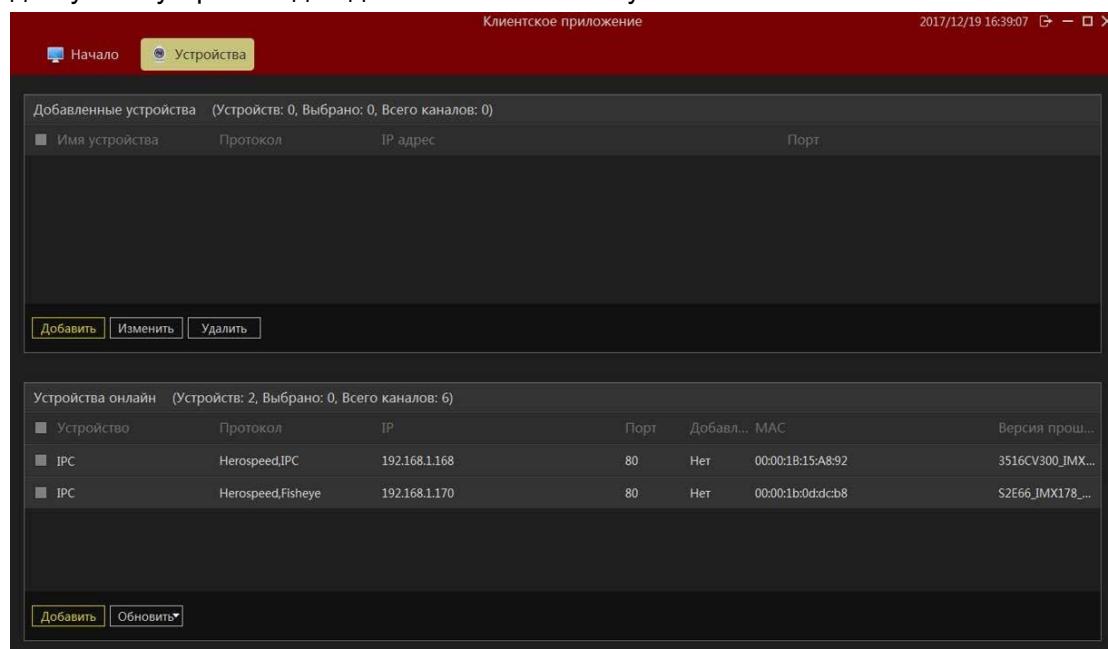 Клиентское приложение 2017/12/19 16:39:07
Начало Устройства
Добавленные устройства (Устройств: 0, Выбрано: 0, Всего каналов: 0)
Имя устройства Протокол IP адрес Порт
Добавить Изменить Удалить
Устройства онлайн (Устройств: 2, Выбрано: 0, Всего каналов: 6)
Устройство Протокол IP Порт Добавл... MAC Версия прош...
IPC Herospeed,IPC 192.168.1.168 80 Нет 00:00:1B:15:A8:92 3516CV300_IMX...
IPC Herospeed,Fisheye 192.168.1.170 80 Нет 00:00:1b:0d:dc:b8 S2E66_IMX178_...
Добавить Обновить